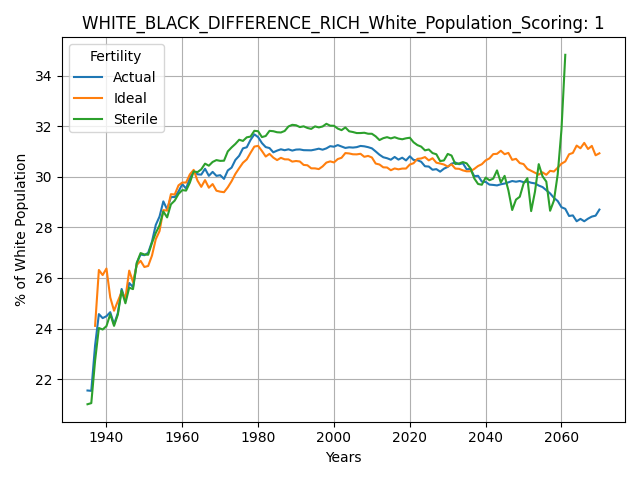 WHITE_BLACK_DIFFERENCE_RICH_White_Population_Scoring: 1
Fertility
Actual
Ideal
Sterile
% of White Population
34
32
30
28
26
24
22
1940
1960
1980
2000
2020
2040
2060
Years